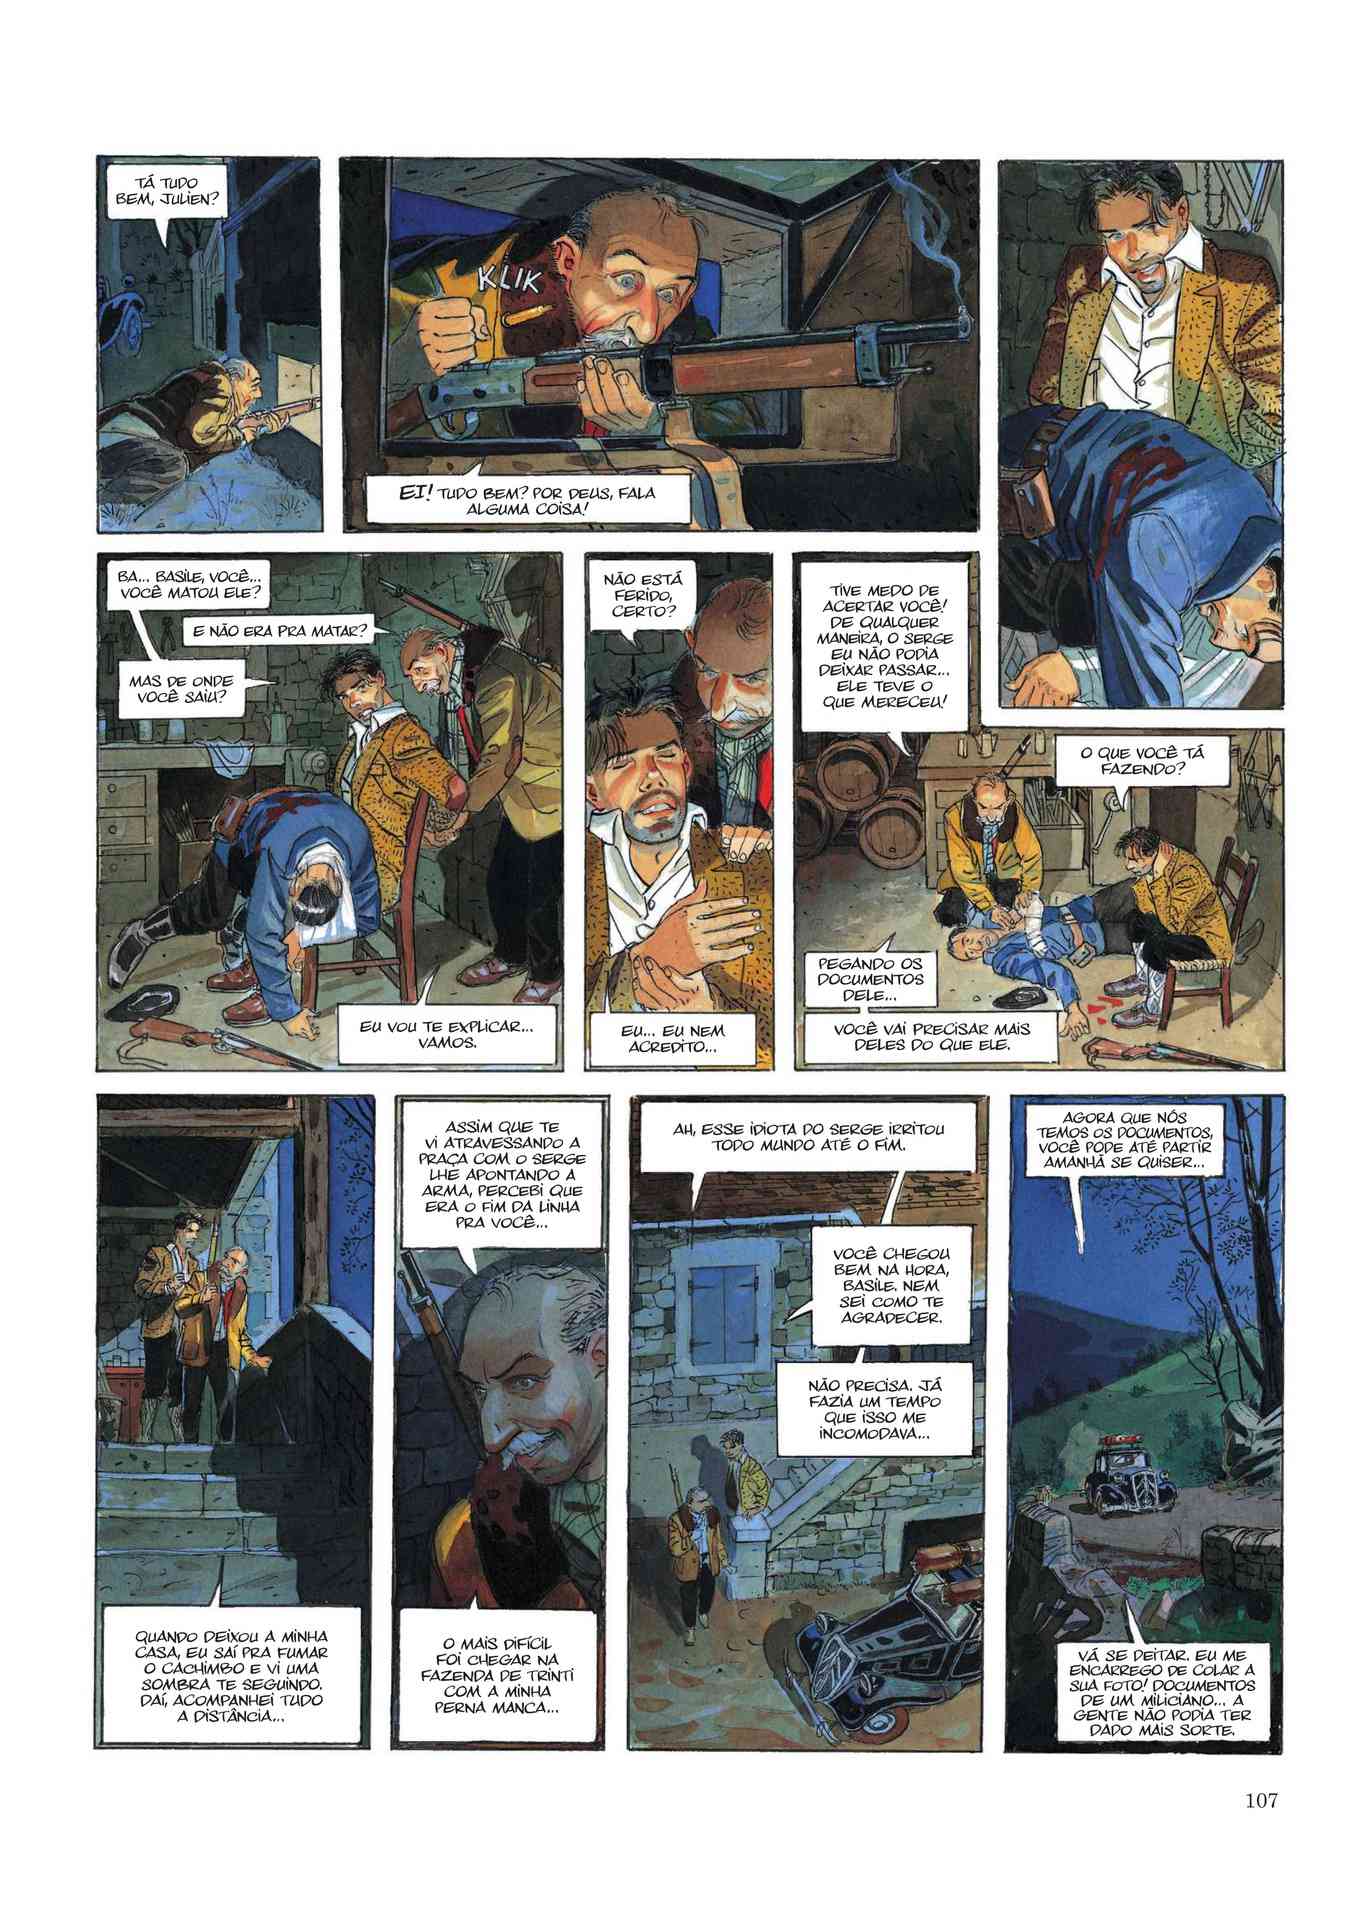 TÁ TUDO
BEM, JULIEN?
KLIK
EI! TUDO BEM? POR DEUS, FALA
ALGUMA COISA!
BA... BASILE, VOCÊ...
VOCÊ MATOU ELE?
E NÃO ERA PRA MATAR?
MAS DE ONDE
VOCÊ SAIU?
EU VOU TE EXPLICAR...
VAMOS.
NÃO ESTÁ
FERIDO,
CERTO?
EU... EU NEM
ACREDITO...
TIVE MEDO DE
ACERTAR VOCÊ!
DE QUALQUER
MANEIRA, O SERGE
EU NÃO PODIA
DEIXAR PASSAR...
ELE TEVE O
QUE MERECEU!
O QUE VOCÊ TÁ
FAZENDO?
PEGANDO OS
DOCUMENTOS
DELE...
VOCÊ VAI PRECISAR MAIS
DELES DO QUE ELE.
QUANDO DEIXOU A MINHA
CASA, EU SAÍ PRA FUMAR
O CACHIMBO E VI UMA
SOMBRA TE SEGUINDO.
DAÍ, ACOMPANHEI TUDO
A DISTÂNCIA...
ASSIM QUE TE
VI ATRAVESSANDO A
PRAÇA COM O SERGE
LHE APONTANDO A
ARMA, PERCEBI QUE
ERA O FIM DA LINHA
PRA VOCÊ...
O MAIS DIFÍCIL
FOI CHEGAR NA
FAZENDA DE TRINTI
COM A MINHA
PERNA MANCA...
AH, ESSE IDIOTA DO SERGE IRRITOU
TODO MUNDO ATÉ O FIM.
VOCÊ CHEGOU
BEM NA HORA,
BASILE. NEM
SEI COMO TE
AGRADECER.
NÃO PRECISA. JÁ
FAZIA UM TEMPO
QUE ISSO ME
INCOMODAVA...
AGORA QUE NÓS
TEMOS OS DOCUMENTOS,
VOCÊ PODE ATÉ PARTIR
AMANHÃ SE QUISER...
VÁ SE DEITAR. EU ME
ENCARREGO DE COLAR A
SUA FOTO! DOCUMENTOS
DE UM MILICIANO... A
GENTE NÃO PODIA TER
DADO MAIS SORTE.
107